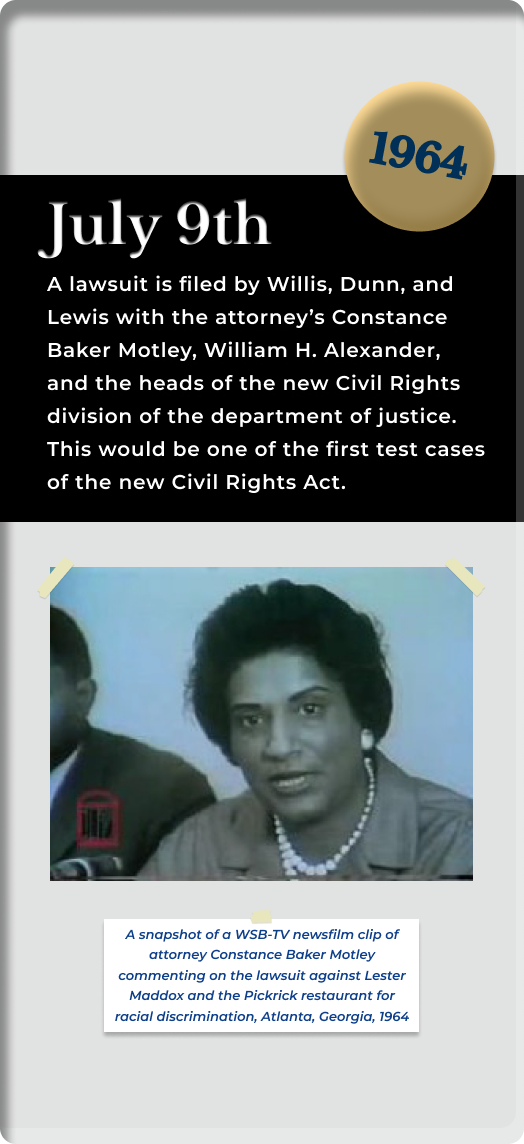 1964
July 9th
A lawsuit is filed by Willis, Dunn, and
Lewis with the attorney’s Constance
Baker Motley, William H. Alexander,
and the heads of the new Civil Rights
division of the department of justice.
This would be one of the first test cases
of the new Civil Rights Act.
A snapshot of a WSB-TV newsfilm clip of
attorney Constance Baker Motley
commenting on the lawsuit against Lester
Maddox and the Pickrick restaurant for
racial discrimination, Atlanta, Georgia, 1964